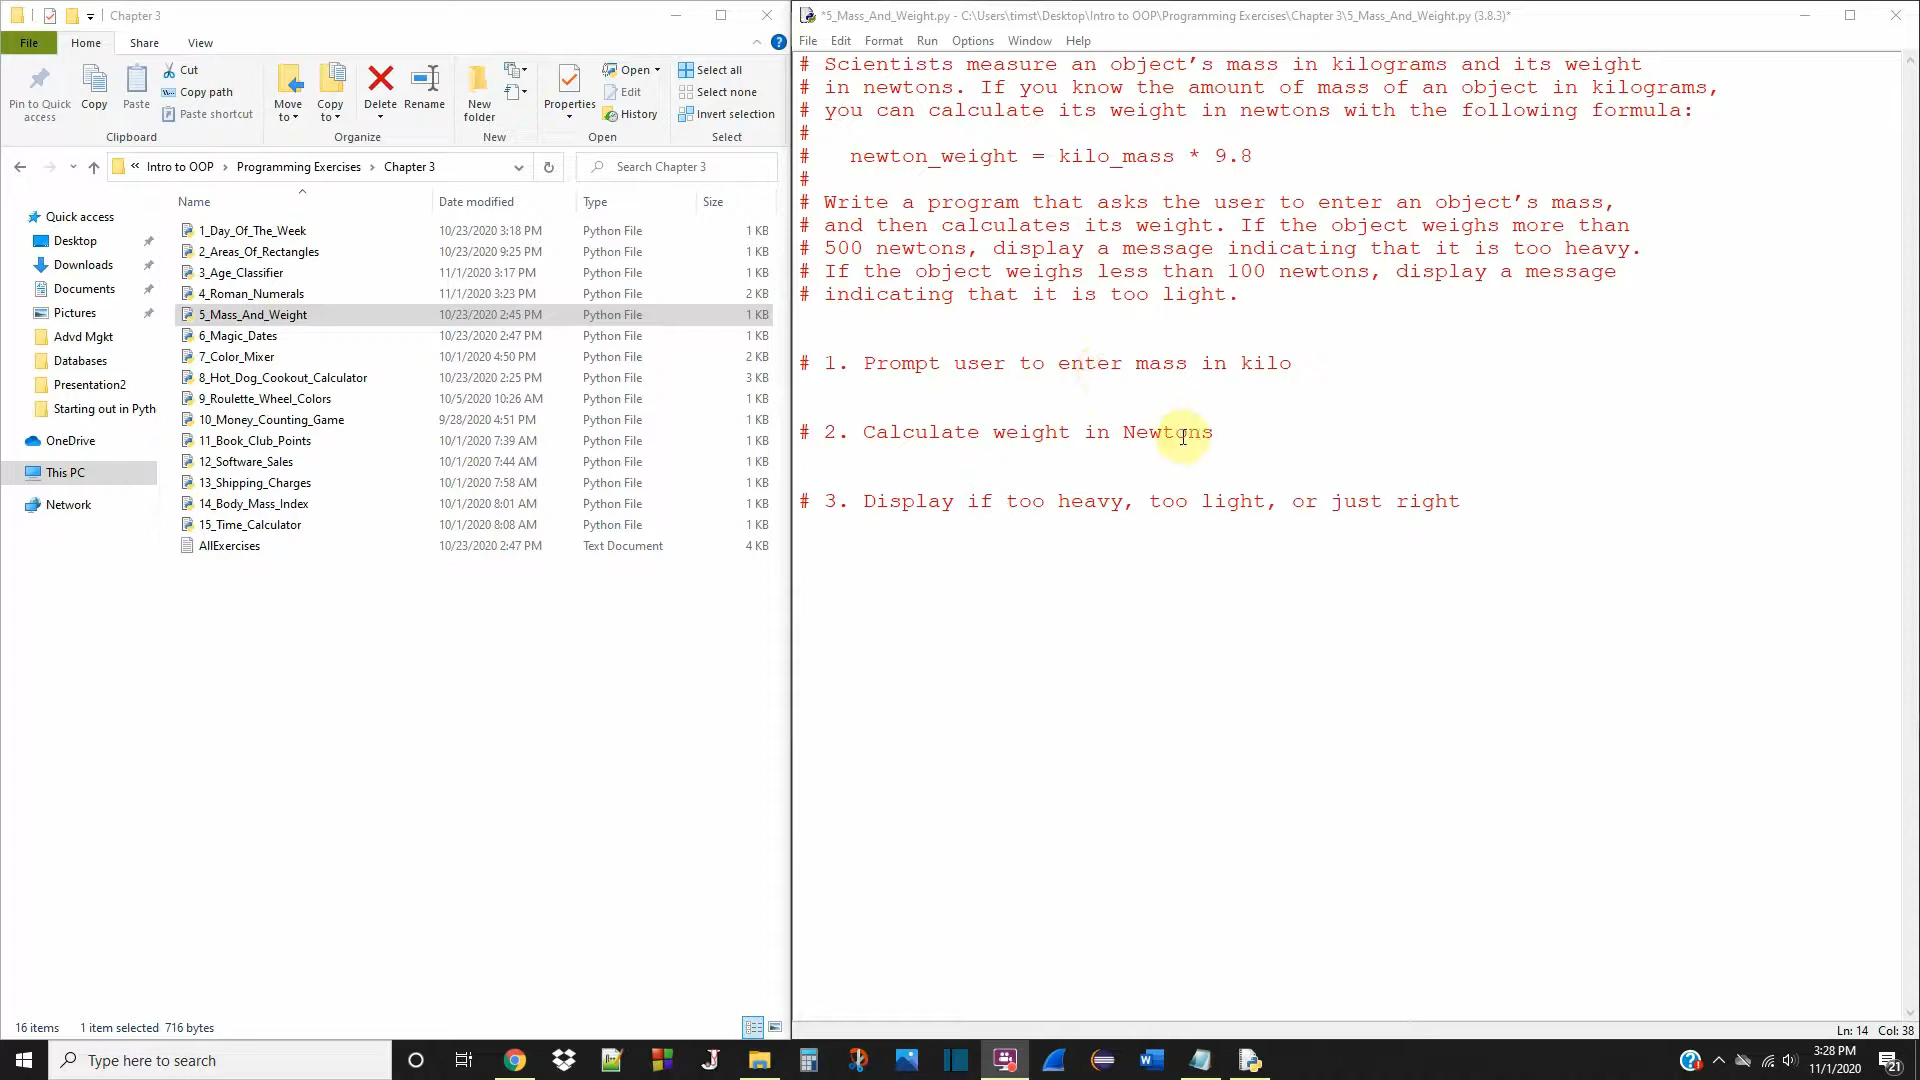 Chapter 3
File Home Share View
Pin to Quick access
Copy
Paste
Cut
Copy path
Paste shortcut
Clipboard
Move to
Copy to
Delete
Rename
Organize
New folder
New
Properties
Open
Edit
History
Open
Select all
Select none
Invert selection
Select
« Intro to OOP › Programming Exercises › Chapter 3
Search Chapter 3
Quick access
Desktop
Downloads
Documents
Pictures
Advd Mgkt
Databases
Presentation2
Starting out in Pyth
OneDrive
This PC
Network
Name Date modified Type Size
1_Day_Of_The_Week 10/23/2020 3:18 PM Python File 1 KB
2_Areas_Of_Rectangles 10/23/2020 9:25 PM Python File 1 KB
3_Age_Classifier 11/1/2020 3:17 PM Python File 1 KB
4_Roman_Numerals 11/1/2020 3:23 PM Python File 2 KB
5_Mass_And_Weight 10/23/2020 2:45 PM Python File 1 KB
6_Magic_Dates 10/23/2020 2:47 PM Python File 1 KB
7_Color_Mixer 10/1/2020 4:50 PM Python File 2 KB
8_Hot_Dog_Cookout_Calculator 10/23/2020 2:25 PM Python File 3 KB
9_Roulette_Wheel_Colors 10/5/2020 10:26 AM Python File 1 KB
10_Money_Counting_Game 9/28/2020 4:51 PM Python File 1 KB
11_Book_Club_Points 10/1/2020 7:39 AM Python File 1 KB
12_Software_Sales 10/1/2020 7:44 AM Python File 1 KB
13_Shipping_Charges 10/1/2020 7:58 AM Python File 1 KB
14_Body_Mass_Index 10/1/2020 8:01 AM Python File 1 KB
15_Time_Calculator 10/1/2020 8:08 AM Python File 1 KB
AllExercises 10/23/2020 2:47 PM Text Document 4 KB
16 items 1 item selected 716 bytes
*5_Mass_And_Weight.py - C:\Users\timst\Desktop\Intro to OOP\Programming Exercises\Chapter 3\5_Mass_And_Weight.py (3.8.3)*
File Edit Format Run Options Window Help
# Scientists measure an object’s mass in kilograms and its weight
# in newtons. If you know the amount of mass of an object in kilograms,
# you can calculate its weight in newtons with the following formula:
#
#   newton_weight = kilo_mass * 9.8
#
# Write a program that asks the user to enter an object’s mass,
# and then calculates its weight. If the object weighs more than
# 500 newtons, display a message indicating that it is too heavy.
# If the object weighs less than 100 newtons, display a message
# indicating that it is too light.
# 1. Prompt user to enter mass in kilo
# 2. Calculate weight in Newtons
# 3. Display if too heavy, too light, or just right
Ln: 14 Col: 38
Type here to search
3:28 PM
11/1/2020
21